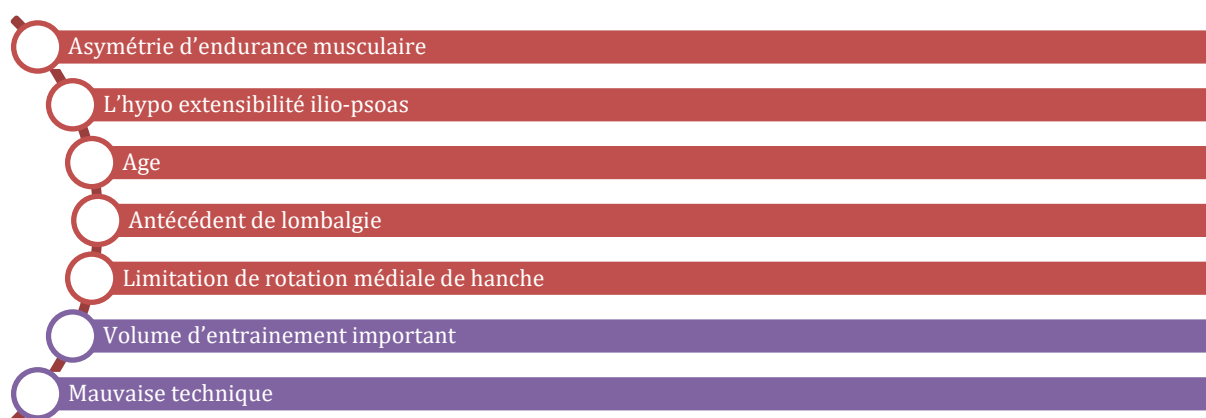 Asymétrie d'endurance musculaire
L'hypo extensibilité ilio-psoas
Age
Antécédent de lombalgie
Limitation de rotation médiale de hanche
Volume d'entrainement important
Mauvaise technique